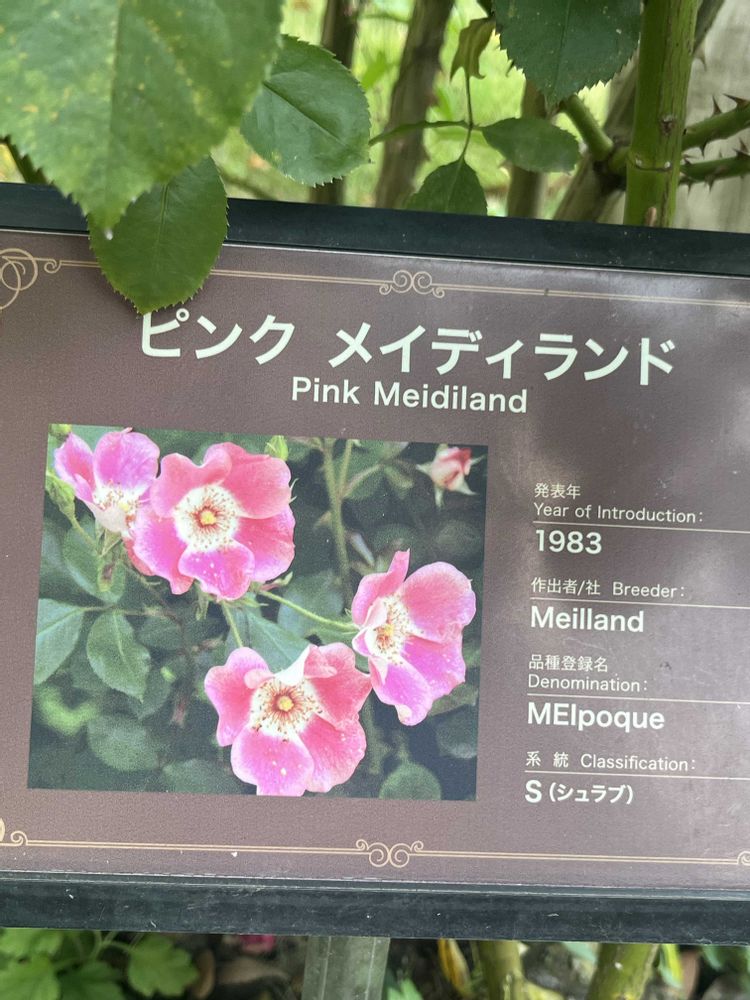 ピンク メイディランド
Pink Meidiland
発表年
Year of Introduction:
1983
作出者/社 Breeder:
Meilland
品種登録名
Denomination:
MEIpoque
系 統 Classification:
S (シュラブ)